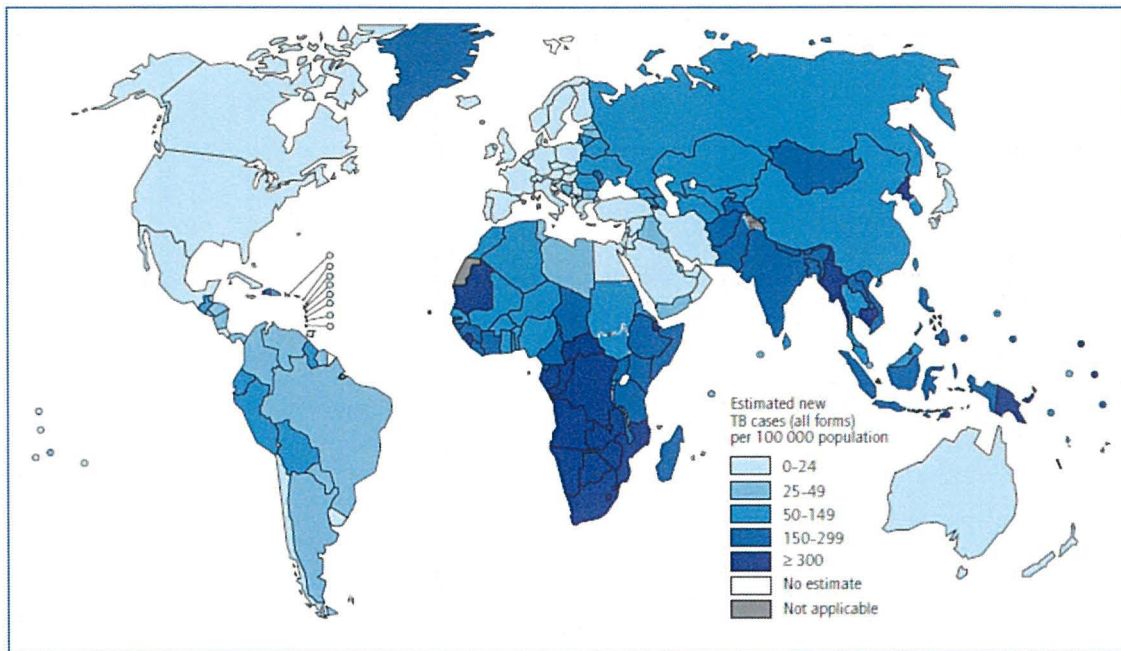 Estimated new
TB cases (all forms)
per 100 000 population
0–24
25–49
50–149
150–299
≥ 300
No estimate
Not applicable